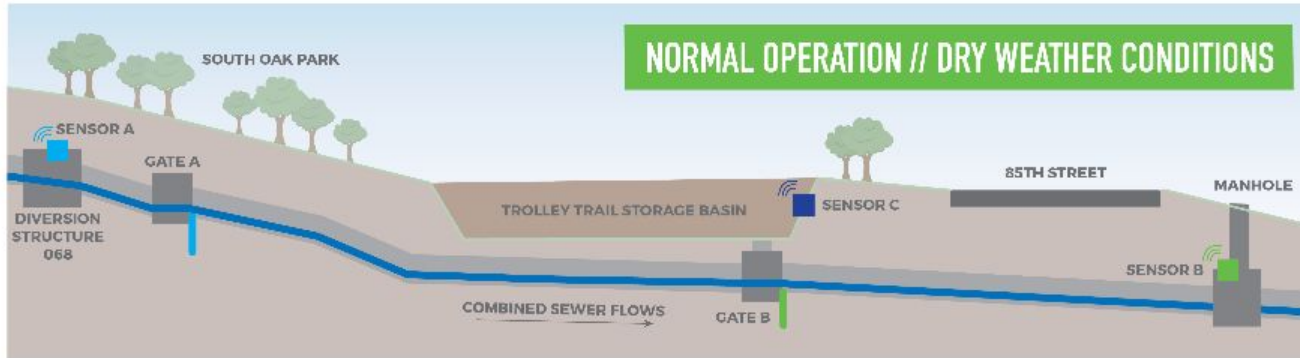 NORMAL OPERATION // DRY WEATHER CONDITIONS
SOUTH OAK PARK
SENSOR A
GATE A
DIVERSION
STRUCTURE
068
TROLLEY TRAIL STORAGE BASIN
SENSOR C
85TH STREET
MANHOLE
SENSOR B
COMBINED SEWER FLOWS
GATE B